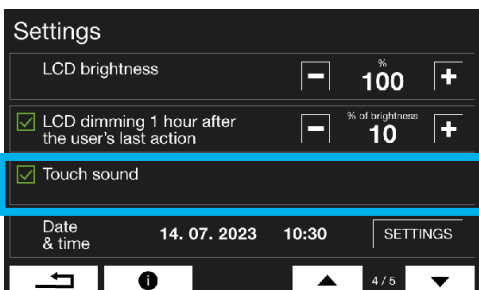 Settings
LCD brightness
%
− 100 +
LCD dimming 1 hour after
the user's last action
% of brightness
− 10 +
Touch sound
Date
& time
14. 07. 2023 10:30 SETTINGS
4/5